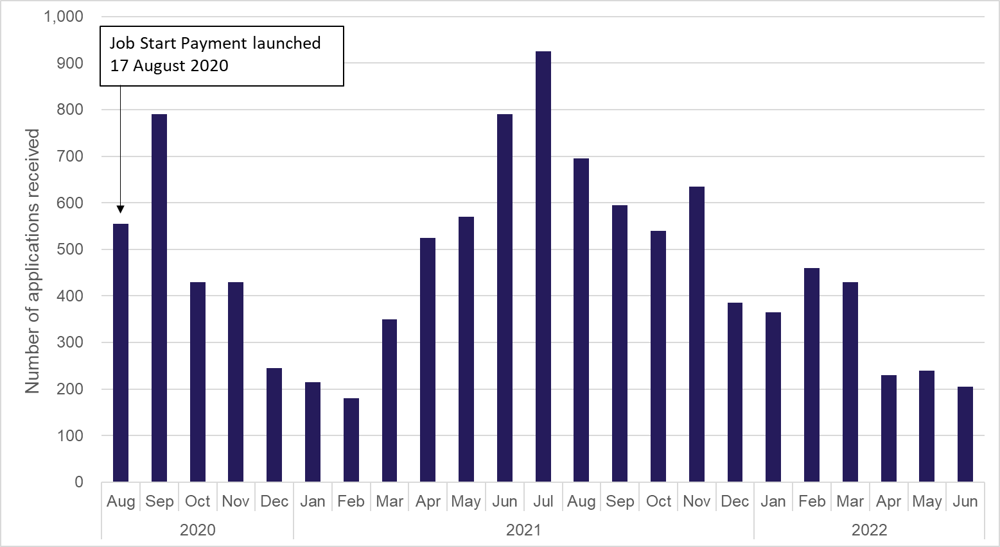 1,000
900
800
700
600
500
400
300
200
100
0
Number of applications received
Job Start Payment launched
17 August 2020
Aug Sep Oct Nov Dec Jan Feb Mar Apr May Jun Jul Aug Sep Oct Nov Dec Jan Feb Mar Apr May Jun
2020 2021 2022